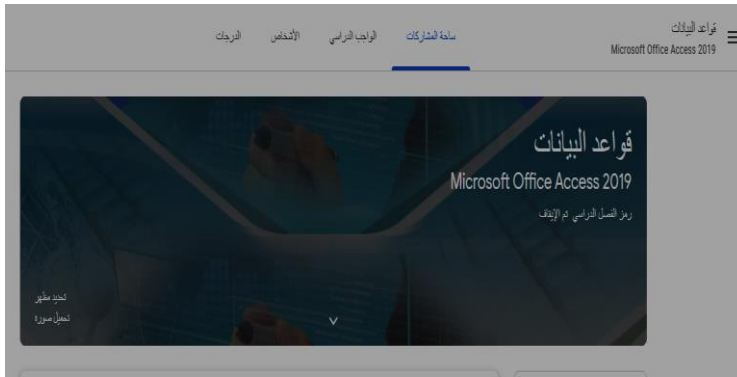 قواعد البيانات
Microsoft Office Access 2019
ساحة المشاركات
الواجب الدراسي
الأشخاص
الدرجات
قواعد البيانات
Microsoft Office Access 2019
رمز الفصل الدراسي تم الإيقاف
تحديد مظهر
تحميل صورة